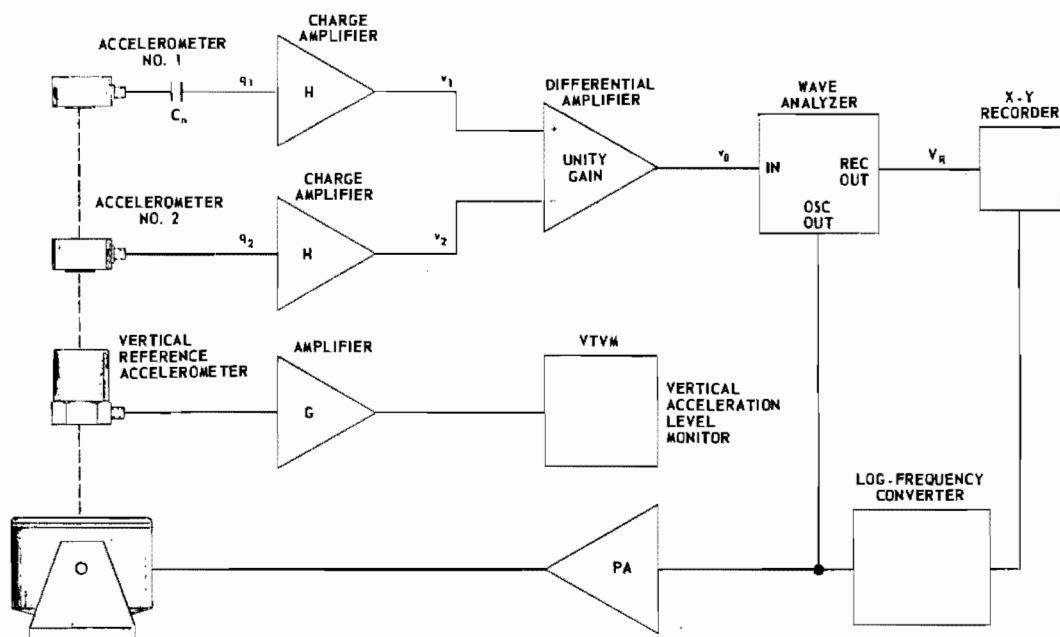 CHARGE
AMPLIFIER
ACCELEROMETER
NO. 1
q1
H
v1
Cn
DIFFERENTIAL
AMPLIFIER
+
UNITY
GAIN
−
v0
WAVE
ANALYZER
IN
REC
OUT
OSC
OUT
VR
X-Y
RECORDER
CHARGE
AMPLIFIER
ACCELEROMETER
NO. 2
q2
H
v2
VERTICAL
REFERENCE
ACCELEROMETER
AMPLIFIER
G
VTVM
VERTICAL
ACCELERATION
LEVEL
MONITOR
LOG-FREQUENCY
CONVERTER
PA